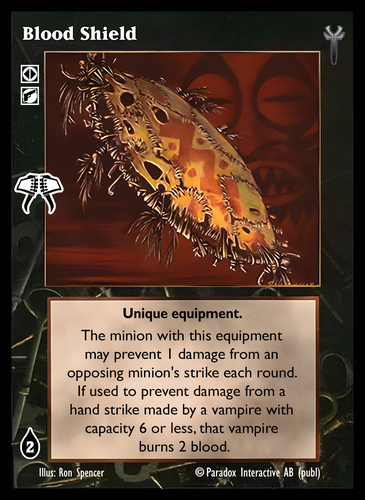 Blood Shield
Unique equipment.
The minion with this equipment
may prevent 1 damage from an
opposing minion's strike each round.
If used to prevent damage from a
hand strike made by a vampire with
capacity 6 or less, that vampire
burns 2 blood.
2
Illus: Ron Spencer © Paradox Interactive AB (publ)